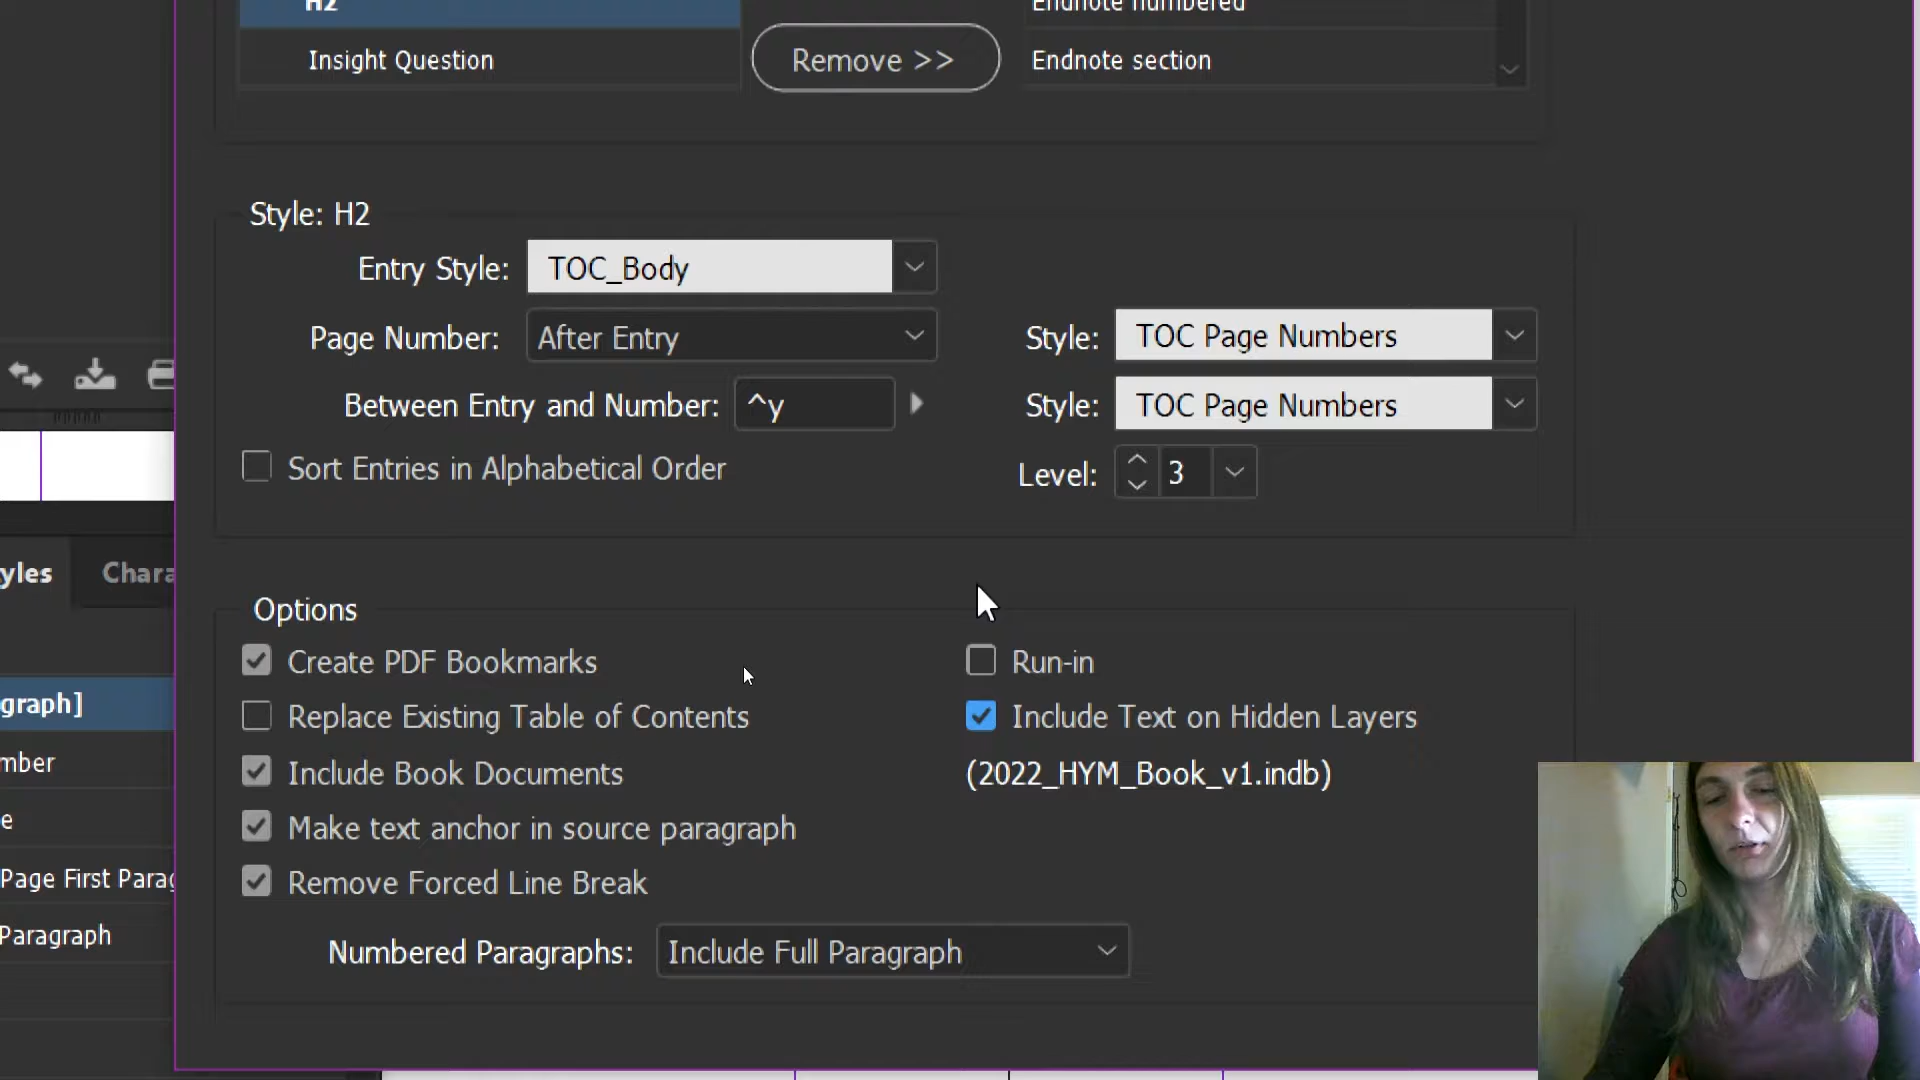 H2
Endnote numbered
Insight Question
Remove >>
Endnote section
Style: H2
Entry Style: TOC_Body
Page Number: After Entry
Style: TOC Page Numbers
Between Entry and Number: ^y
Style: TOC Page Numbers
Sort Entries in Alphabetical Order
Level: 3
yles
Chara
Options
Create PDF Bookmarks
Run-in
graph]
Replace Existing Table of Contents
Include Text on Hidden Layers
mber
Include Book Documents
(2022_HYM_Book_v1.indb)
e
Make text anchor in source paragraph
Page First Parag
Remove Forced Line Break
Paragraph
Numbered Paragraphs: Include Full Paragraph